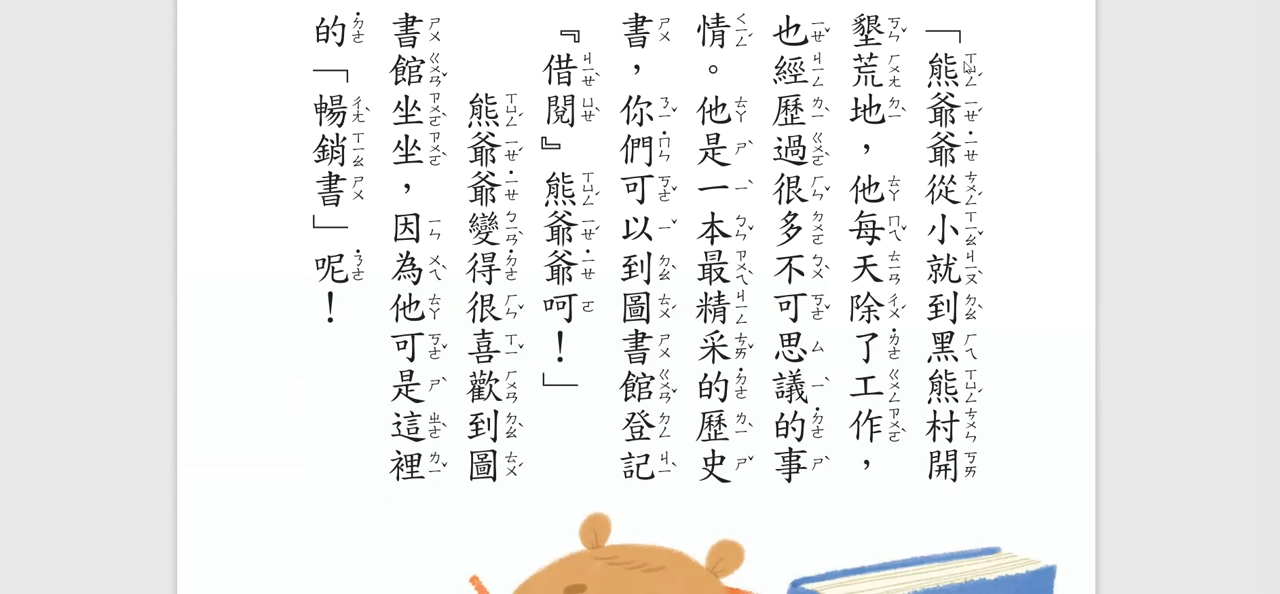 「熊爺爺從小就到黑熊村開
墾荒地，他每天除了工作，
也經歷過很多不可思議的事
情。他是一本最精采的歷史
書，你們可以到圖書館登記
『借閱』熊爺爺呵！」
熊爺爺變得很喜歡到圖
書館坐坐，因為他可是這裡
的「暢銷書」呢！